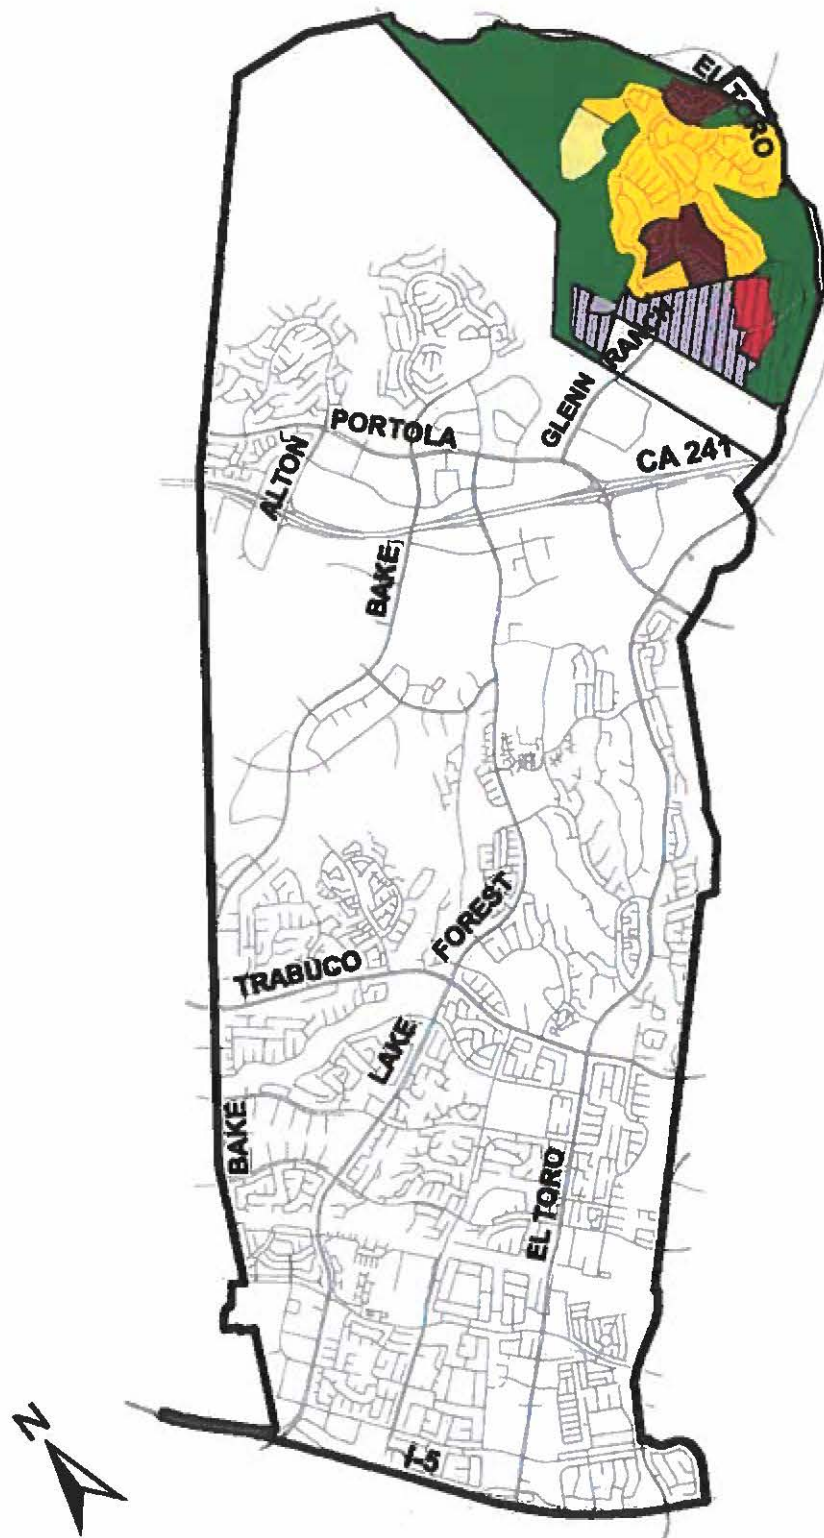 EL TORO
PORTOLA
ALTON
GLENN RANCH
CA 241
BAKE
FOREST
TRABUCO
LAKE
BAKE
EL TORO
N
I-5